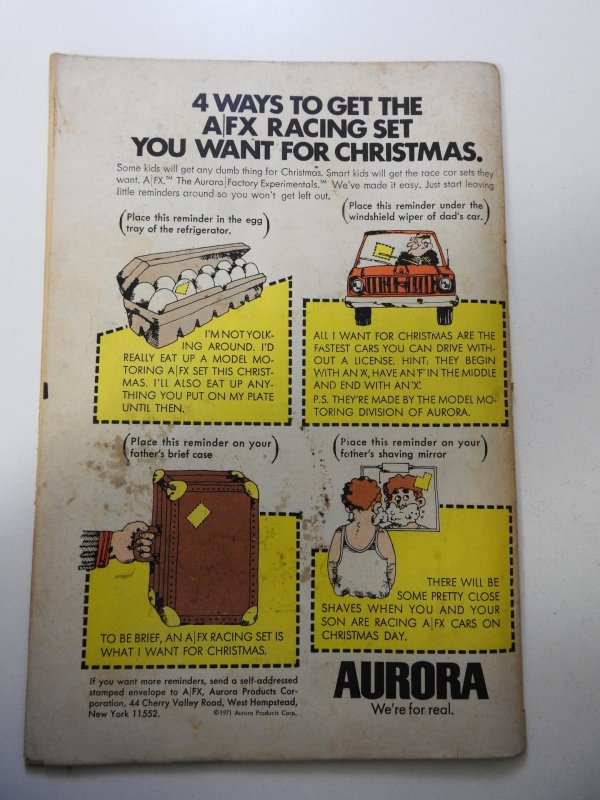 4 WAYS TO GET THE
A|FX RACING SET
YOU WANT FOR CHRISTMAS.
Some kids will get any dumb thing for Christmas. Smart kids will get the race car sets they
want. A|FX.™ The Aurora|Factory Experimentals.™ We've made it easy. Just start leaving
little reminders around so you won't get left out.
(Place this reminder in the egg
tray of the refrigerator.)
(Place this reminder under the
windshield wiper of dad's car.)
I'M NOT YOLK-
ING AROUND. I'D
REALLY EAT UP A MODEL MO-
TORING A|FX SET THIS CHRIST-
MAS. I'LL ALSO EAT UP ANY-
THING YOU PUT ON MY PLATE
UNTIL THEN.
ALL I WANT FOR CHRISTMAS ARE THE
FASTEST CARS YOU CAN DRIVE WITH-
OUT A LICENSE. HINT: THEY BEGIN
WITH AN 'A', HAVE AN 'F' IN THE MIDDLE
AND END WITH AN 'X'.
P.S. THEY'RE MADE BY THE MODEL MO-
TORING DIVISION OF AURORA.
(Place this reminder on your
father's brief case)
(Place this reminder on your
father's shaving mirror)
TO BE BRIEF, AN A|FX RACING SET IS
WHAT I WANT FOR CHRISTMAS.
THERE WILL BE
SOME PRETTY CLOSE
SHAVES WHEN YOU AND YOUR
SON ARE RACING A|FX CARS ON
CHRISTMAS DAY.
If you want more reminders, send a self-addressed
stamped envelope to A|FX, Aurora Products Cor-
poration, 44 Cherry Valley Road, West Hempstead,
New York 11552. ©1971 Aurora Products Corp.
AURORA
We're for real.